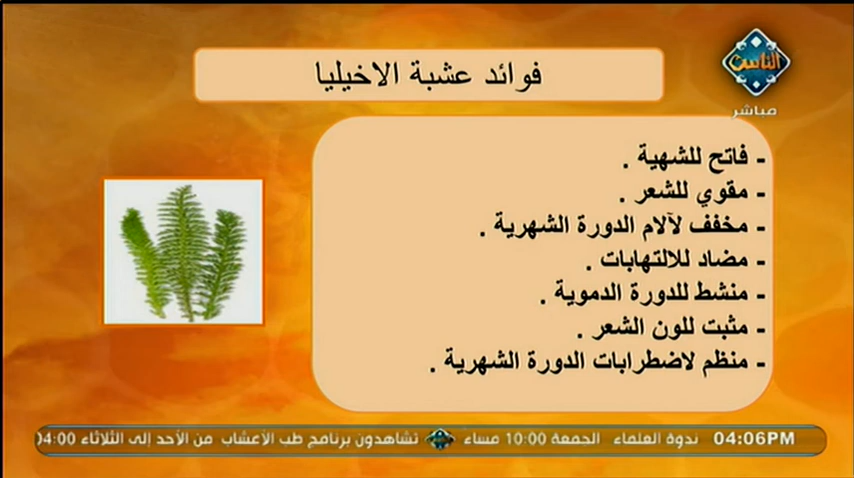 الناس
مباشر
فوائد عشبة الاخيليا
- فاتح للشهية .
- مقوي للشعر .
- مخفف لآلام الدورة الشهرية .
- مضاد للالتهابات .
- منشط للدورة الدموية .
- مثبت للون الشعر .
- منظم لاضطرابات الدورة الشهرية .
04:06PM ندوة العلماء الجمعة 10:00 مساء تشاهدون برنامج طب الأعشاب من الأحد إلى الثلاثاء 04:00